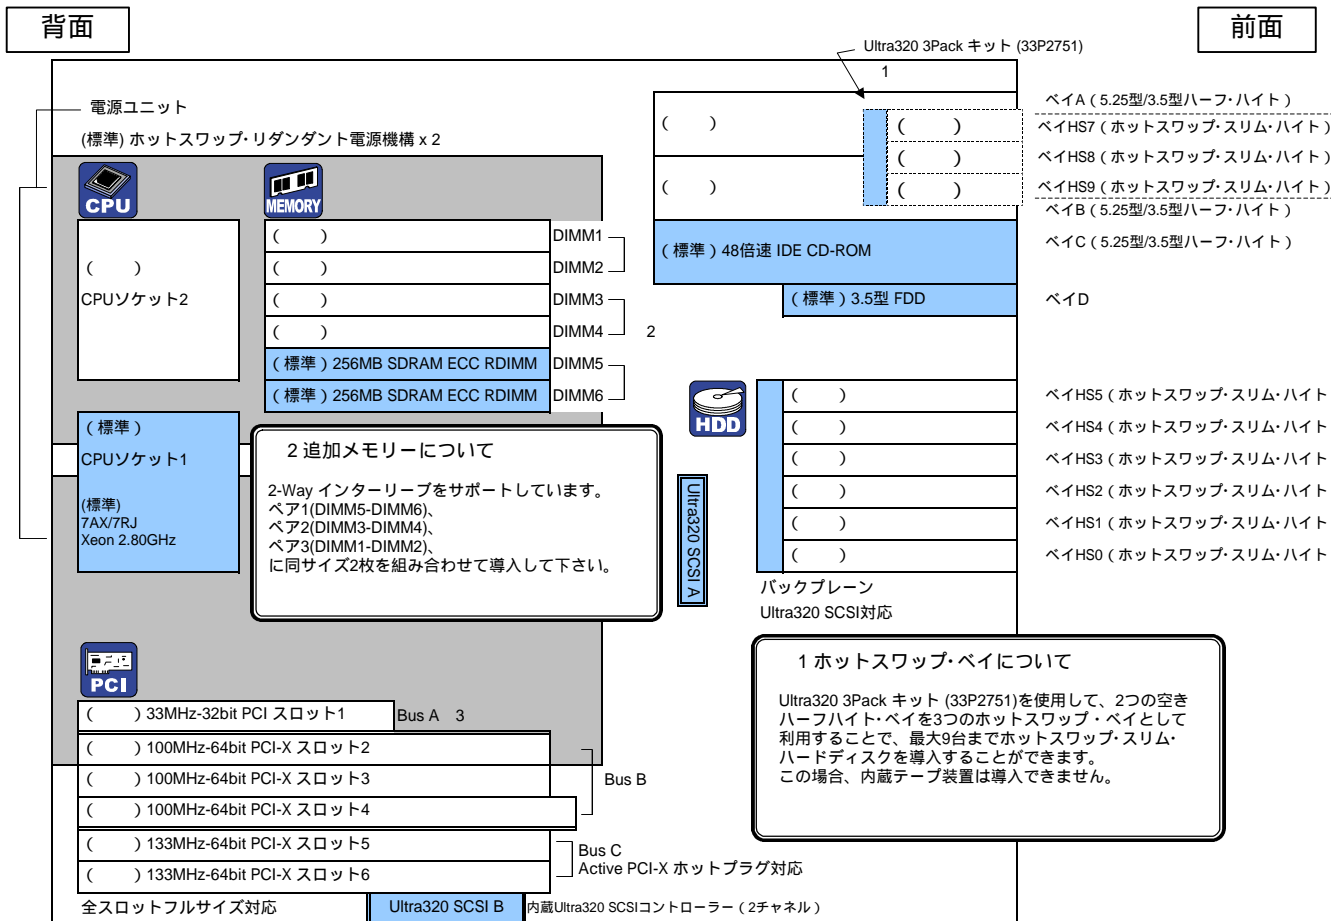 背面
前面
Ultra320 3Pack キット (33P2751)
1
電源ユニット
(標準) ホットスワップ・リダンダント電源機構 x 2
CPU
MEMORY
(　　)
CPUソケット2
(　　)
DIMM1
(　　)
DIMM2
(　　)
DIMM3
(　　)
DIMM4
2
(標準) 256MB SDRAM ECC RDIMM
DIMM5
(標準) 256MB SDRAM ECC RDIMM
DIMM6
(標準)
CPUソケット1
(標準)
7AX/7RJ
Xeon 2.80GHz
2 追加メモリーについて
2-Way インターリーブをサポートしています。
ペア1(DIMM5-DIMM6)、
ペア2(DIMM3-DIMM4)、
ペア3(DIMM1-DIMM2)、
に同サイズ2枚を組み合わせて導入して下さい。
(　　)
(　　)
(　　)
(　　)
(　　)
ベイA (5.25型/3.5型ハーフ・ハイト)
ベイHS7 (ホットスワップ・スリム・ハイト)
ベイHS8 (ホットスワップ・スリム・ハイト)
ベイHS9 (ホットスワップ・スリム・ハイト)
ベイB (5.25型/3.5型ハーフ・ハイト)
(標準) 48倍速 IDE CD-ROM
ベイC (5.25型/3.5型ハーフ・ハイト)
(標準) 3.5型 FDD
ベイD
HDD
(　　)
ベイHS5 (ホットスワップ・スリム・ハイト
(　　)
ベイHS4 (ホットスワップ・スリム・ハイト
(　　)
ベイHS3 (ホットスワップ・スリム・ハイト
(　　)
ベイHS2 (ホットスワップ・スリム・ハイト
(　　)
ベイHS1 (ホットスワップ・スリム・ハイト
(　　)
ベイHS0 (ホットスワップ・スリム・ハイト
Ultra320 SCSI A
バックプレーン
Ultra320 SCSI対応
1 ホットスワップ・ベイについて
Ultra320 3Pack キット (33P2751)を使用して、2つの空き
ハーフハイト・ベイを3つのホットスワップ・ベイとして
利用することで、最大9台までホットスワップ・スリム・
ハードディスクを導入することができます。
この場合、内蔵テープ装置は導入できません。
PCI
(　　) 33MHz-32bit PCI スロット1
Bus A 3
(　　) 100MHz-64bit PCI-X スロット2
(　　) 100MHz-64bit PCI-X スロット3
Bus B
(　　) 100MHz-64bit PCI-X スロット4
(　　) 133MHz-64bit PCI-X スロット5
Bus C
(　　) 133MHz-64bit PCI-X スロット6
Active PCI-X ホットプラグ対応
全スロットフルサイズ対応
Ultra320 SCSI B
内蔵Ultra320 SCSIコントローラー (2チャネル)